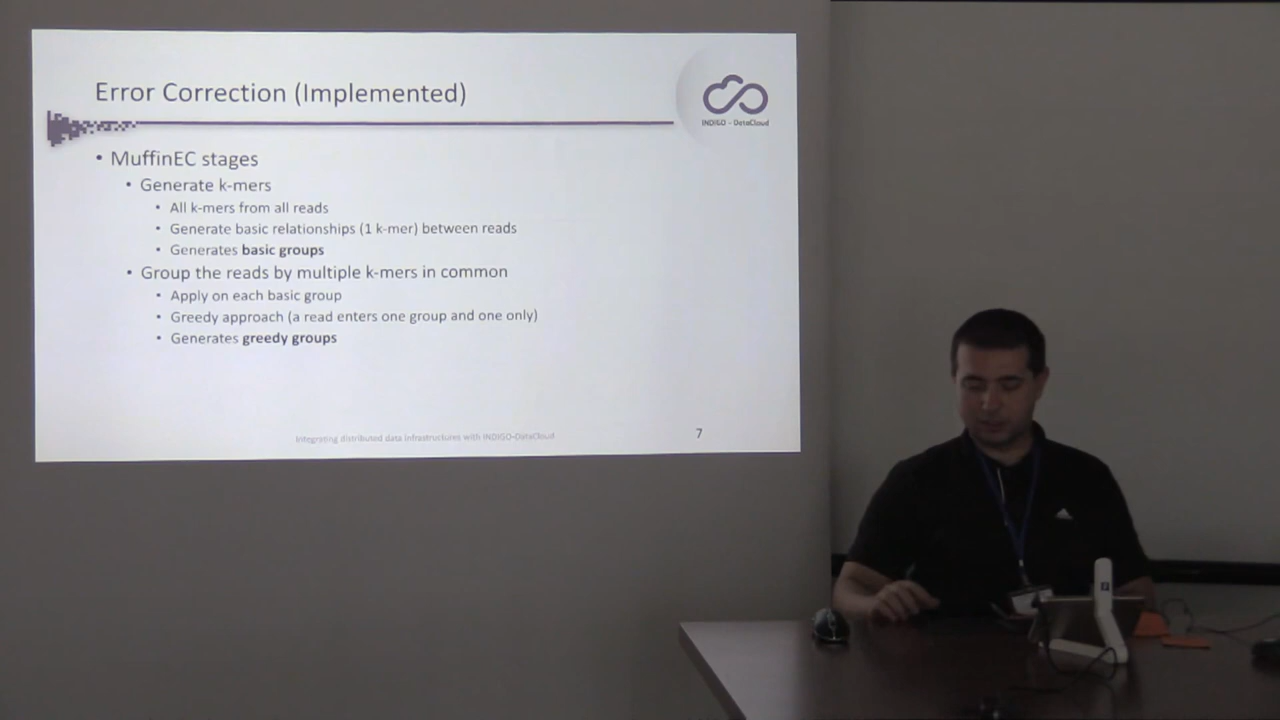 Error Correction (Implemented)
INDIGO - DataCloud
• MuffinEC stages
• Generate k-mers
• All k-mers from all reads
• Generate basic relationships (1 k-mer) between reads
• Generates basic groups
• Group the reads by multiple k-mers in common
• Apply on each basic group
• Greedy approach (a read enters one group and one only)
• Generates greedy groups
Integrating distributed data infrastructures with INDIGO-DataCloud
7